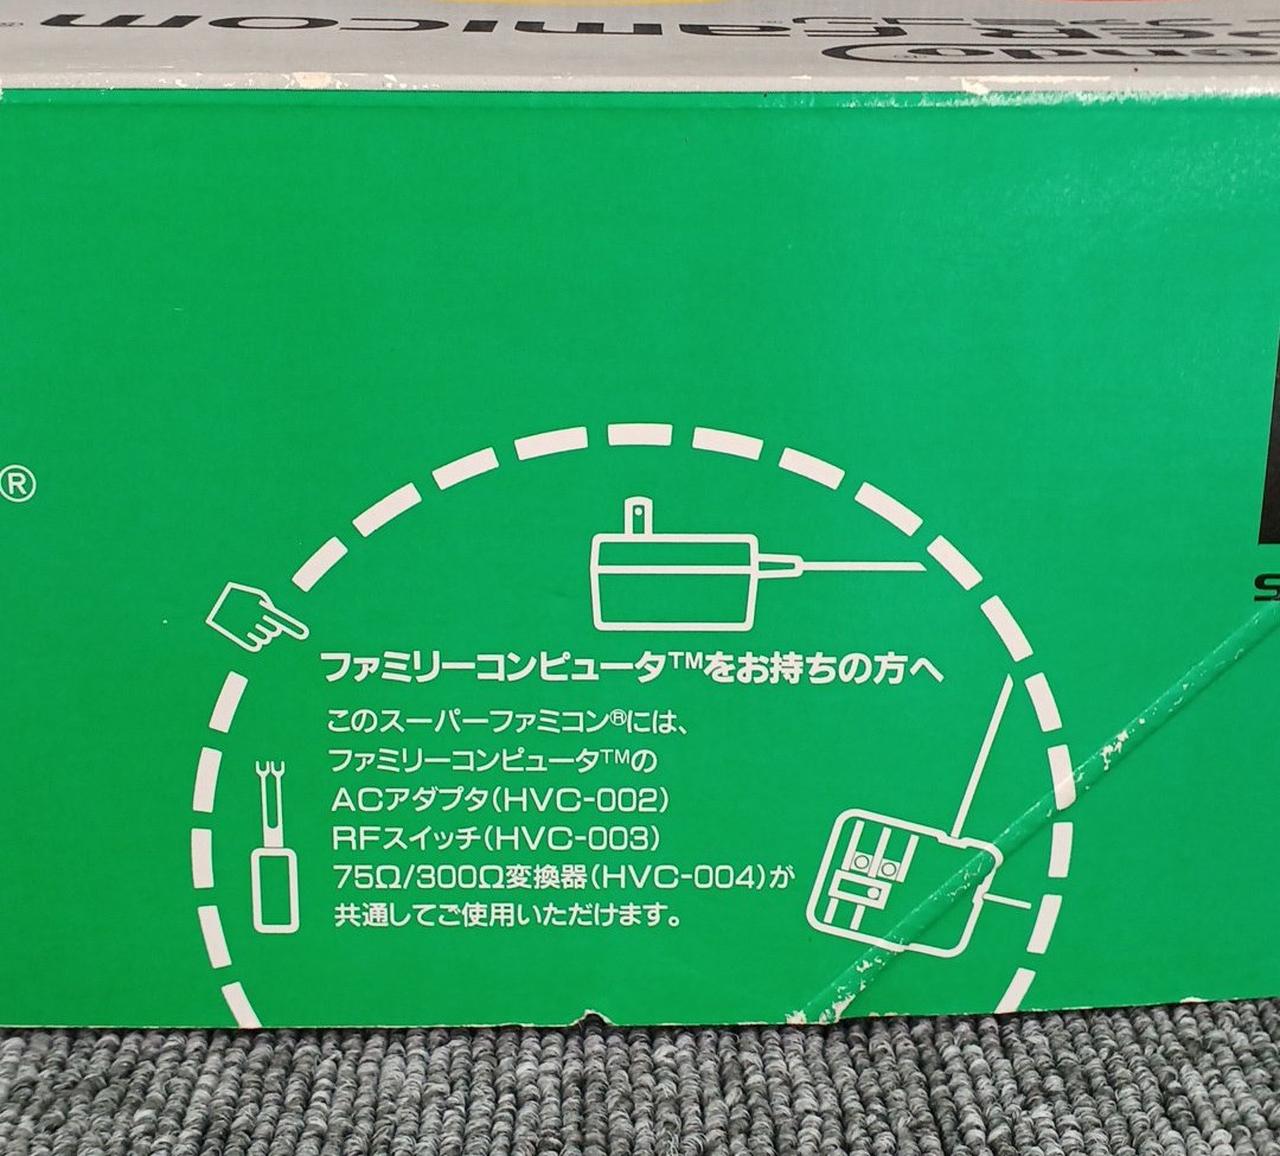 Famicom
®
ファミリーコンピュータ™をお持ちの方へ
このスーパーファミコン®には、
ファミリーコンピュータ™の
ACアダプタ(HVC-002)
RFスイッチ(HVC-003)
75Ω/300Ω変換器(HVC-004)が
共通してご使用いただけます。